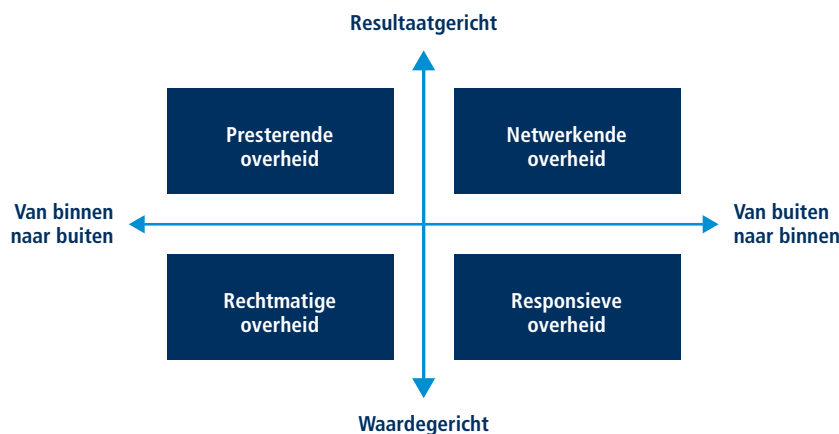 Resultaatgericht
Presterende
overheid
Netwerkende
overheid
Van binnen
naar buiten
Van buiten
naar binnen
Rechtmatige
overheid
Responsieve
overheid
Waardegericht